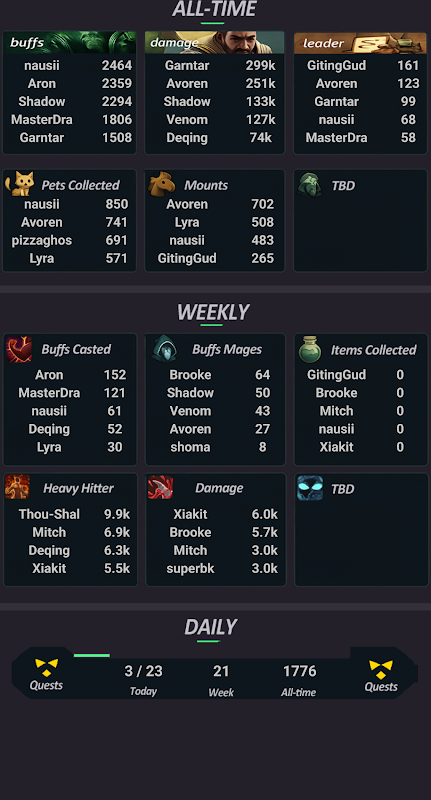 ALL-TIME
buffs damage leader
nausii 2464 Garntar 299k GitingGud 161
Aron 2359 Avoren 251k Avoren 123
Shadow 2294 Shadow 133k Garntar 99
MasterDra 1806 Venom 127k nausii 68
Garntar 1508 Deqing 74k MasterDra 58
Pets Collected Mounts TBD
nausii 850 Avoren 702
Avoren 741 Lyra 508
pizzaghos 691 nausii 483
Lyra 571 GitingGud 265
WEEKLY
Buffs Casted Buffs Mages Items Collected
Aron 152 Brooke 64 GitingGud 0
MasterDra 121 Shadow 50 Brooke 0
nausii 61 Venom 43 Mitch 0
Deqing 52 Avoren 27 nausii 0
Lyra 30 shoma 8 Xiakit 0
Heavy Hitter Damage TBD
Thou-Shal 9.9k Xiakit 6.0k
Mitch 6.9k Brooke 5.7k
Deqing 6.3k Mitch 3.0k
Xiakit 5.5k superbk 3.0k
DAILY
3 / 23 21 1776
Quests Today Week All-time Quests